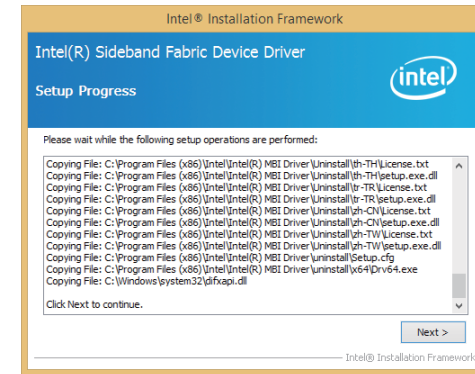 Intel® Installation Framework
Intel(R) Sideband Fabric Device Driver
Setup Progress
intel
Please wait while the following setup operations are performed:
Copying File: C:\Program Files (x86)\Intel\Intel(R) MBI Driver\Uninstall\th-TH\License.txt
Copying File: C:\Program Files (x86)\Intel\Intel(R) MBI Driver\Uninstall\th-TH\setup.exe.dll
Copying File: C:\Program Files (x86)\Intel\Intel(R) MBI Driver\Uninstall\tr-TR\License.txt
Copying File: C:\Program Files (x86)\Intel\Intel(R) MBI Driver\Uninstall\tr-TR\setup.exe.dll
Copying File: C:\Program Files (x86)\Intel\Intel(R) MBI Driver\Uninstall\zh-CN\License.txt
Copying File: C:\Program Files (x86)\Intel\Intel(R) MBI Driver\Uninstall\zh-CN\setup.exe.dll
Copying File: C:\Program Files (x86)\Intel\Intel(R) MBI Driver\Uninstall\zh-TW\License.txt
Copying File: C:\Program Files (x86)\Intel\Intel(R) MBI Driver\Uninstall\zh-TW\setup.exe.dll
Copying File: C:\Program Files (x86)\Intel\Intel(R) MBI Driver\uninstall\Setup.cfg
Copying File: C:\Program Files (x86)\Intel\Intel(R) MBI Driver\uninstall\x64\Drv64.exe
Copying File: C:\Windows\system32\difxapi.dll
Click Next to continue.
Next >
Intel® Installation Framework